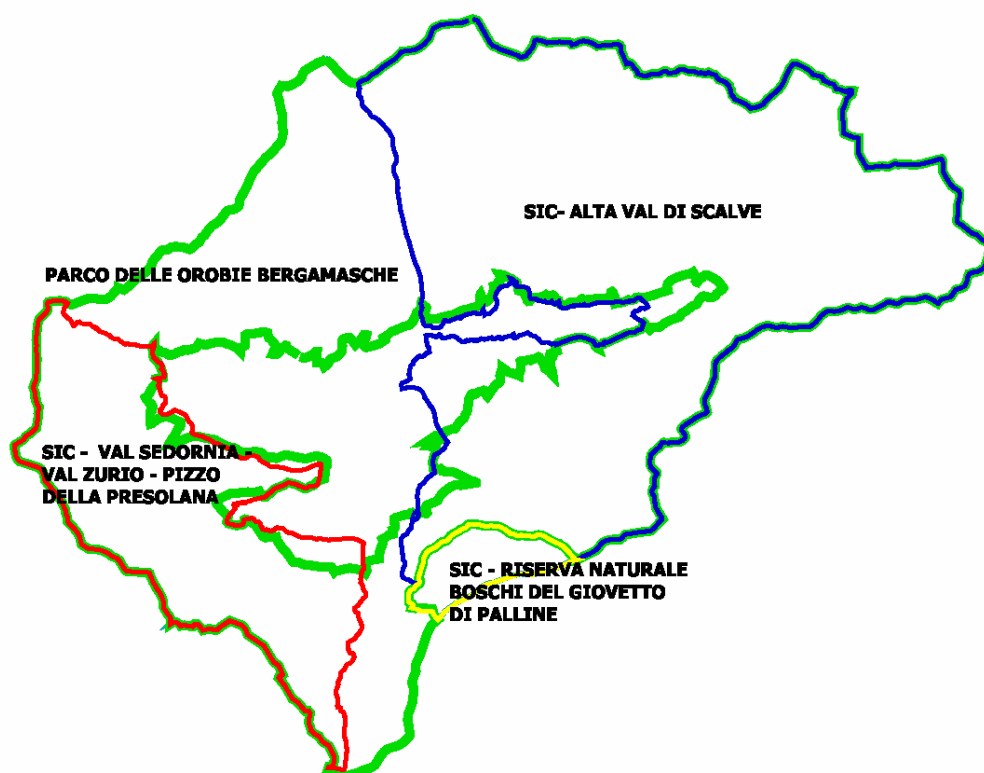 SIC- ALTA VAL DI SCALVE
PARCO DELLE OROBIE BERGAMASCHE
SIC - VAL SEDORNIA -
VAL ZURIO - PIZZO
DELLA PRESOLANA
SIC - RISERVA NATURALE
BOSCHI DEL GIOVETTO
DI PALLINE